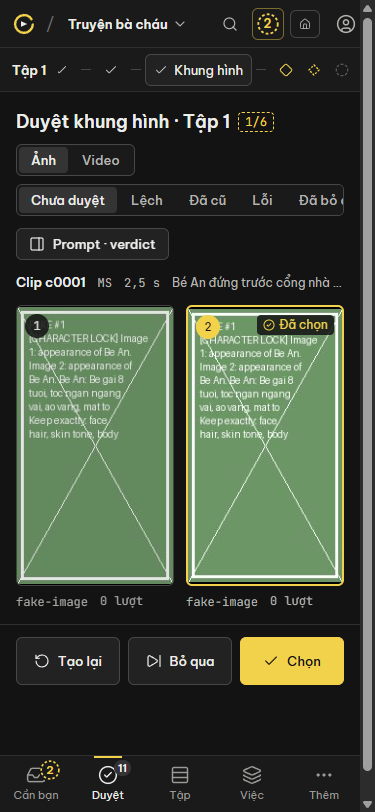 / Truyện bà cháu
2
Tập 1
Khung hình
Duyệt khung hình · Tập 1 1/6
Ảnh Video
Chưa duyệt Lệch Đã cũ Lỗi Đã bỏ
Prompt · verdict
Clip c0001 MS 2,5 s Bé An đứng trước cổng nhà ...
1
#1
[CHARACTER LOCK] Image
1: appearance of Be An.
Image 2: appearance of
Be An. Be An: Be gai 8
tuoi, toc ngan ngang
vai, ao vang, mat to
Keep exactly: face,
hair, skin tone, body
fake-image 0 lượt
2
#1
Đã chọn
[CHARACTER LOCK] Image
1: appearance of Be An.
Image 2: appearance of
Be An. Be An: Be gai 8
tuoi, toc ngan ngang
vai, ao vang, mat to
Keep exactly: face,
hair, skin tone, body
fake-image 0 lượt
Tạo lại Bỏ qua Chọn
2 11
Cần bạn Duyệt Tập Việc Thêm